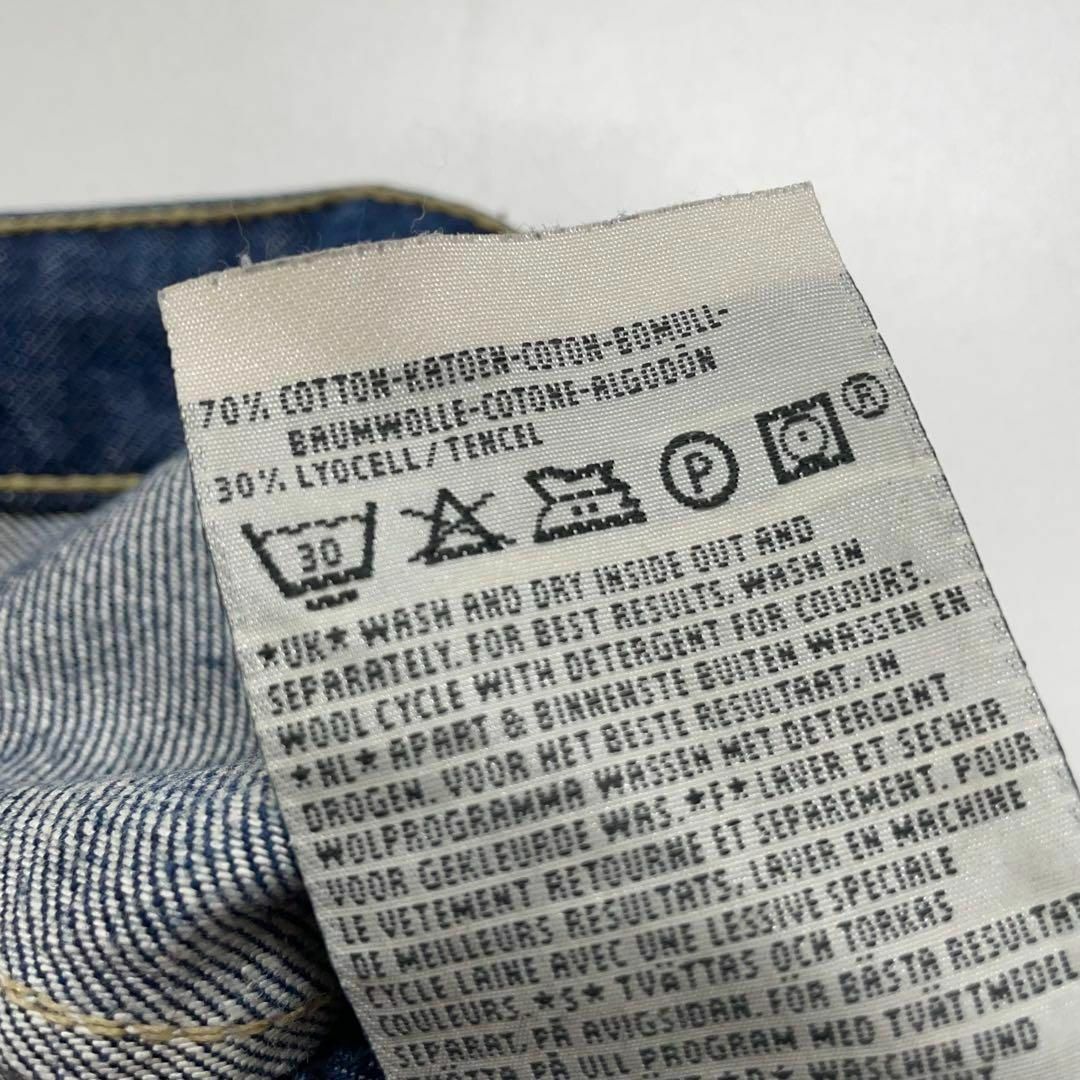 70% COTTON-KATOEN-COTON-BOMULL-
BAUMWOLLE-COTONE-ALGODÓN
30% LYOCELL/TENCEL
30 P ®
*UK* WASH AND DRY INSIDE OUT AND
SEPARATELY. FOR BEST RESULTS, WASH IN
WOOL CYCLE WITH DETERGENT FOR COLOURS.
*NL* APART & BINNENSTE BUITEN WASSEN EN
DROGEN. VOOR HET BESTE RESULTAAT, IN
WOLPROGRAMMA WASSEN MET DETERGENT
VOOR GEKLEURDE WAS. *F* LAVER ET SECHER
LE VETEMENT RETOURNE ET SEPAREMENT. POUR
DE MEILLEURS RESULTATS, LAVER EN MACHINE
CYCLE LAINE AVEC UNE LESSIVE SPECIALE
COULEURS. *S* TVÄTTAS OCH TORKAS
SEPARAT, PÅ AVIGSIDAN. FÖR BÄSTA RESULTAT
PÅ ULL PROGRAM MED TVÄTTMEDEL
WASCHEN UND